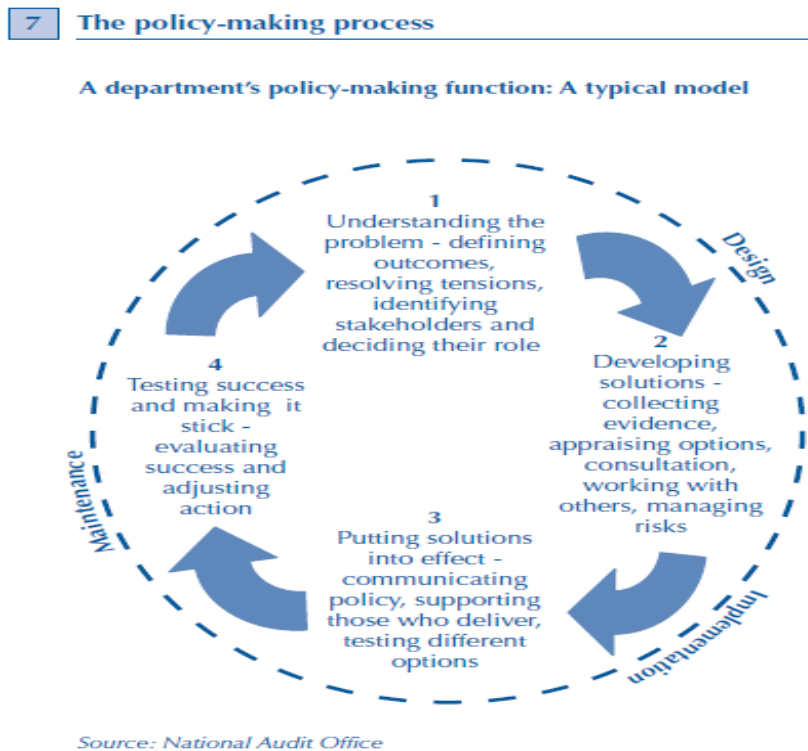 7 The policy-making process
A department's policy-making function: A typical model
1
Understanding the
problem - defining
outcomes,
resolving tensions,
identifying
stakeholders and
deciding their role
Design
2
Developing
solutions -
collecting
evidence,
appraising options,
consultation,
working with
others, managing
risks
Implementation
3
Putting solutions
into effect -
communicating
policy, supporting
those who deliver,
testing different
options
4
Testing success
and making it
stick -
evaluating
success and
adjusting
action
Maintenance
Source: National Audit Office